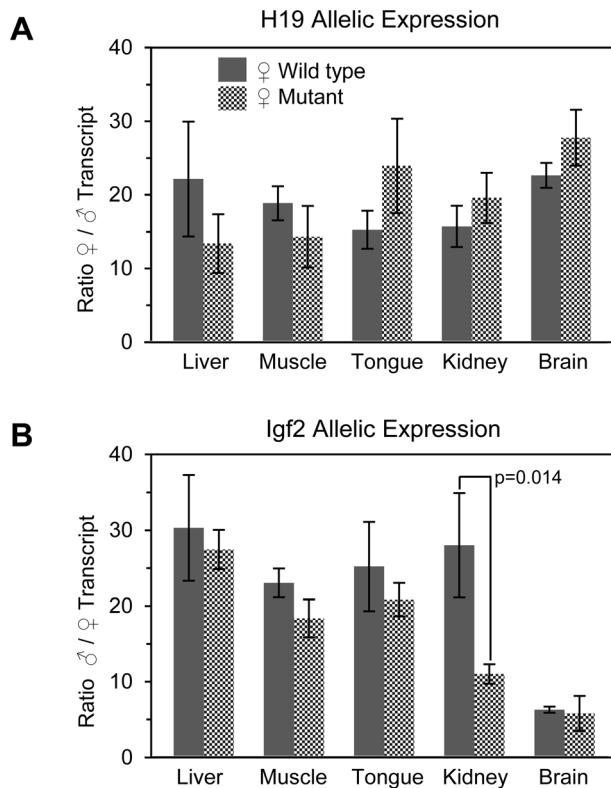 A
H19 Allelic Expression
♀ Wild type
♀ Mutant
Ratio ♀ / ♂ Transcript
40
30
20
10
0
Liver Muscle Tongue Kidney Brain
B
Igf2 Allelic Expression
p=0.014
Ratio ♂ / ♀ Transcript
40
30
20
10
0
Liver Muscle Tongue Kidney Brain